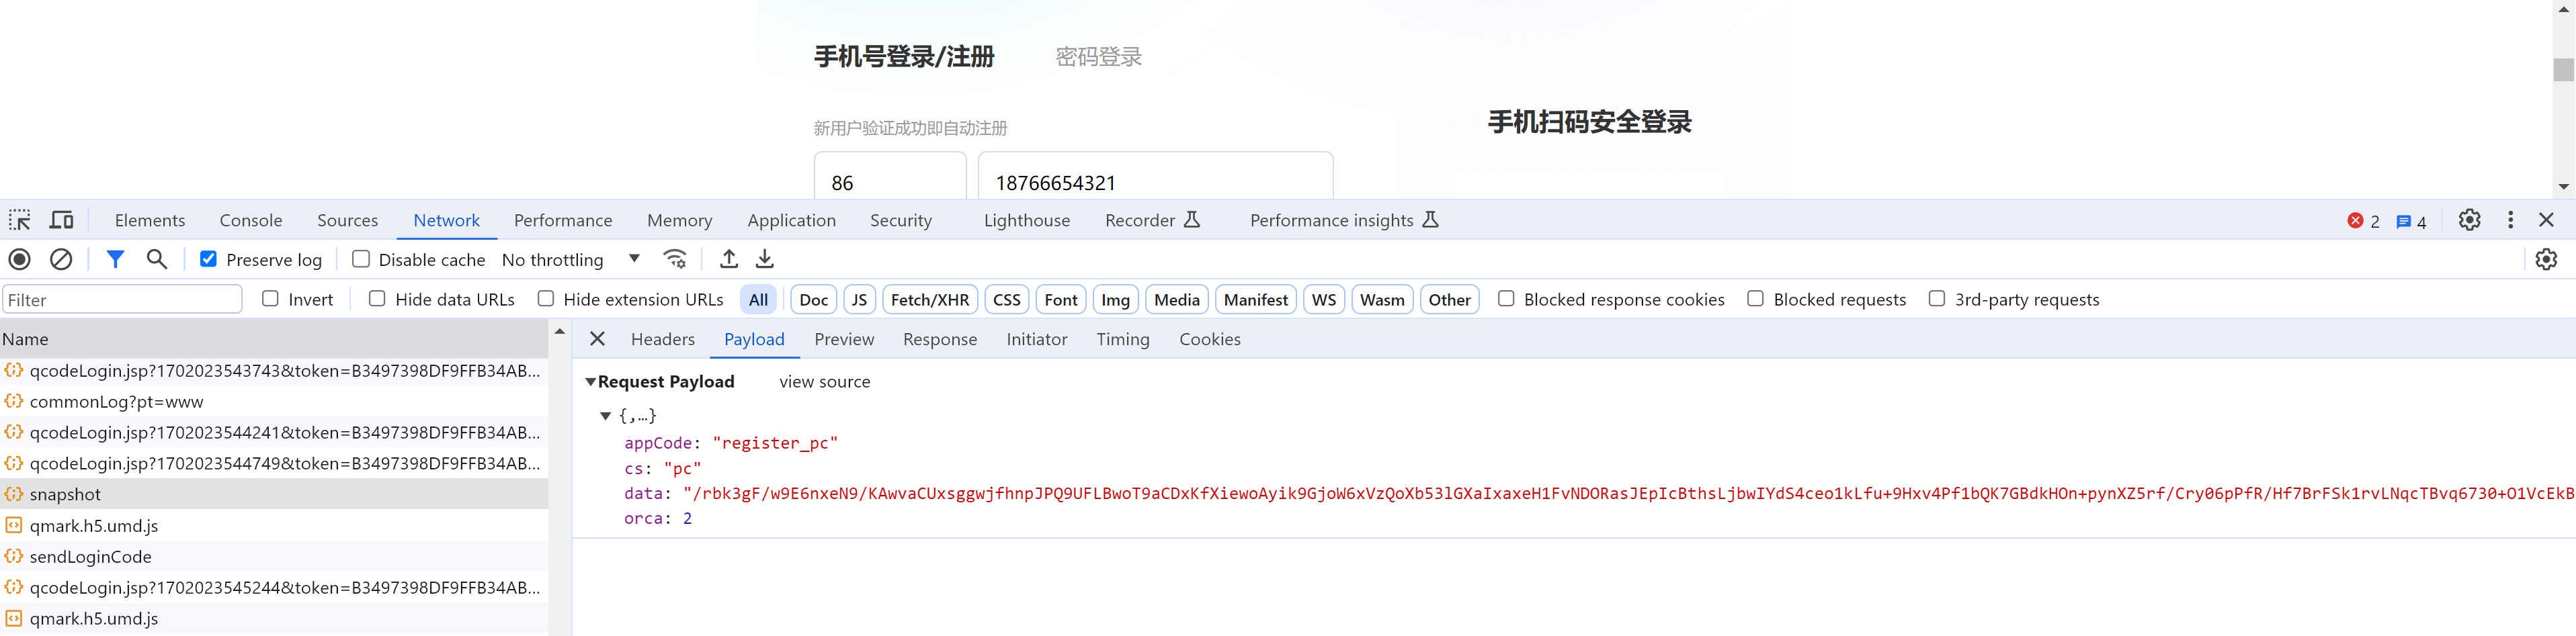 手机号登录/注册 密码登录
手机扫码安全登录
新用户验证成功即自动注册
86 18766654321
Elements Console Sources Network Performance Memory Application Security Lighthouse Recorder Performance insights 2 4
Preserve log Disable cache No throttling
Filter Invert Hide data URLs Hide extension URLs All Doc JS Fetch/XHR CSS Font Img Media Manifest WS Wasm Other Blocked response cookies Blocked requests 3rd-party requests
Name
qcodeLogin.jsp?1702023543743&token=B3497398DF9FFB34AB...
commonLog?pt=www
qcodeLogin.jsp?1702023544241&token=B3497398DF9FFB34AB...
qcodeLogin.jsp?1702023544749&token=B3497398DF9FFB34AB...
snapshot
qmark.h5.umd.js
sendLoginCode
qcodeLogin.jsp?1702023545244&token=B3497398DF9FFB34AB...
qmark.h5.umd.js
Headers Payload Preview Response Initiator Timing Cookies
Request Payload view source
{,…}
appCode: "register_pc"
cs: "pc"
data: "/rbk3gF/w9E6nxeN9/KAwvaCUxsggwjfhnpJPQ9UFLBwoT9aCDxKfXiewoAyik9GjoW6xVzQoXb53lGXaIxaxeH1FvNDORasJEpIcBthsLjbwIYdS4ceo1kLfu+9Hxv4Pf1bQK7GBdkHOn+pynXZ5rf/Cry06pPfR/Hf7BrFSk1rvLNqcTBvq6730+O1VcEkB
orca: 2